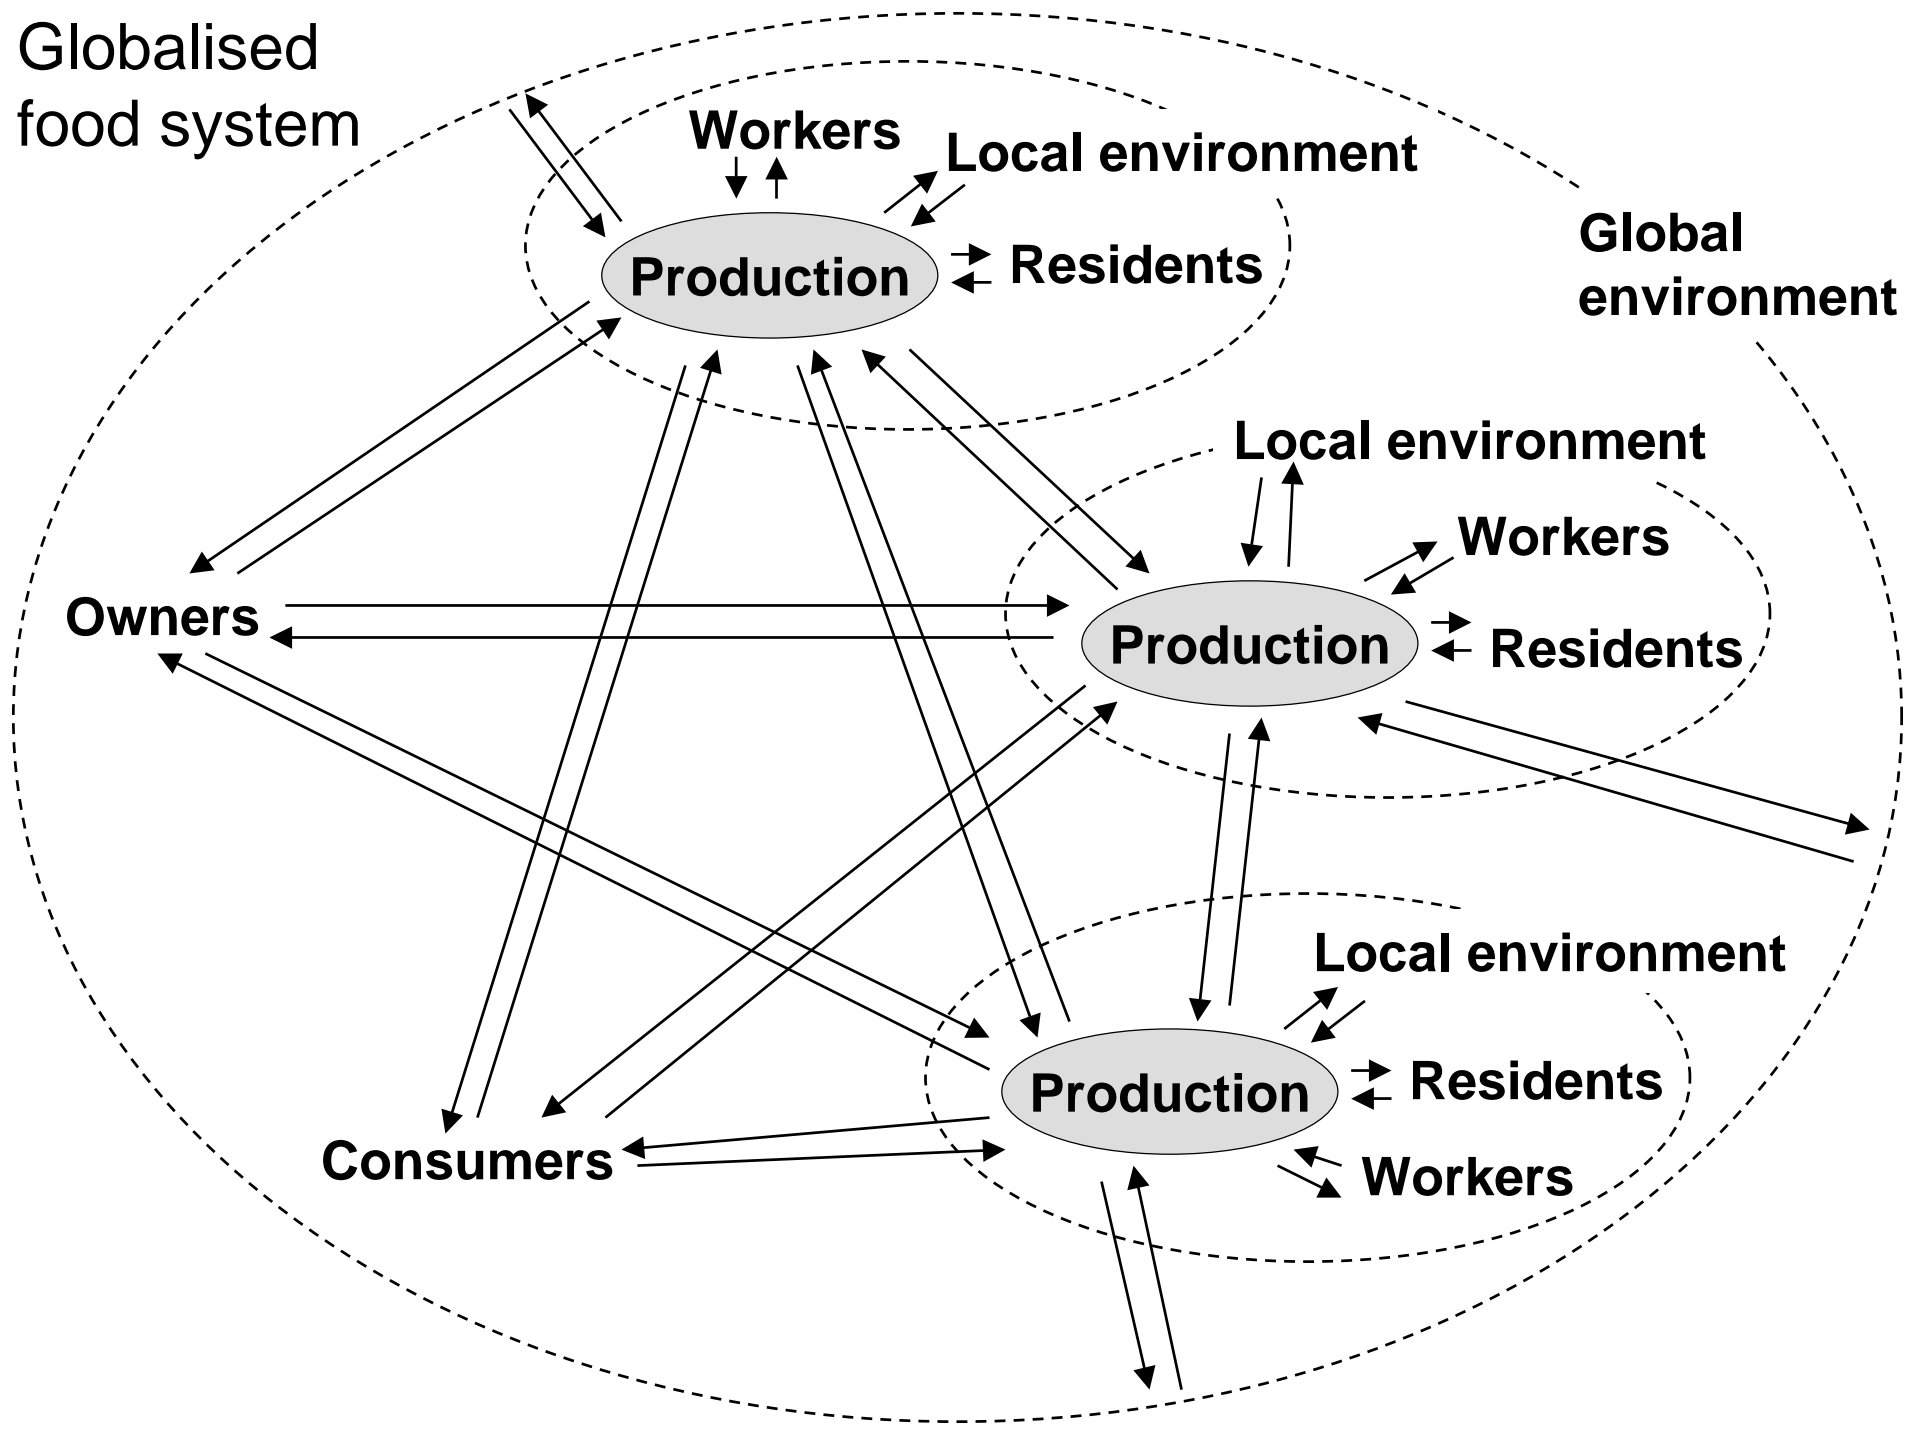 Globalised
food system
Workers
Local environment
Production
Residents
Global
environment
Local environment
Workers
Owners
Production
Residents
Local environment
Production
Residents
Consumers
Workers